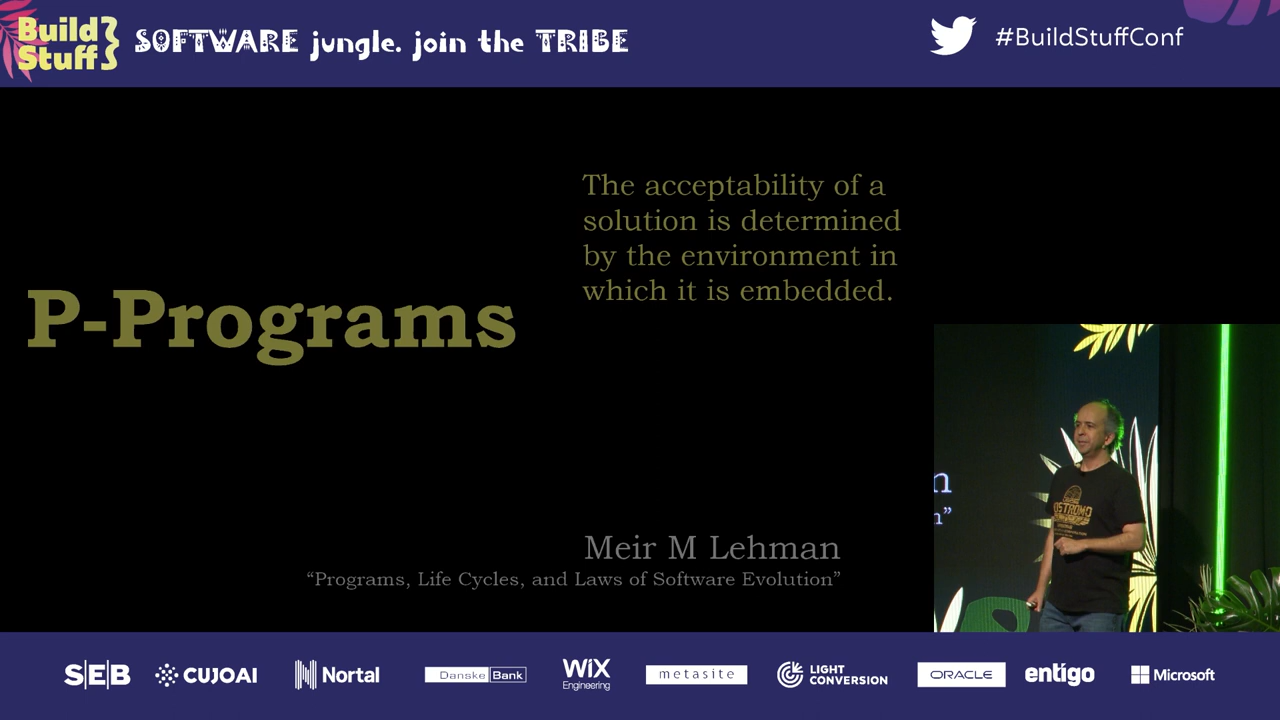 Build
Stuff
SOFTWARE jungle. join the TRIBE
#BuildStuffConf
The acceptability of a
solution is determined
by the environment in
which it is embedded.
P-Programs
n
n”
OSTROMO
Meir M Lehman
“Programs, Life Cycles, and Laws of Software Evolution”
SEB
CUJOAI
Nortal
Danske Bank
WiX
Engineering
metasite
LIGHT
CONVERSION
ORACLE
entigo
Microsoft